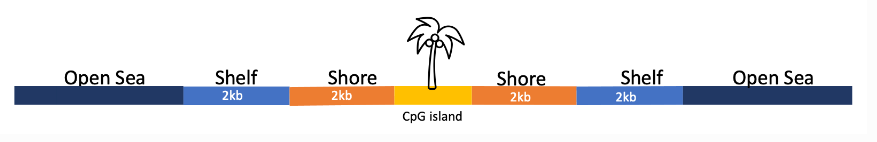 Open Sea Shelf Shore Shore Shelf Open Sea
2kb 2kb 2kb 2kb
CpG island